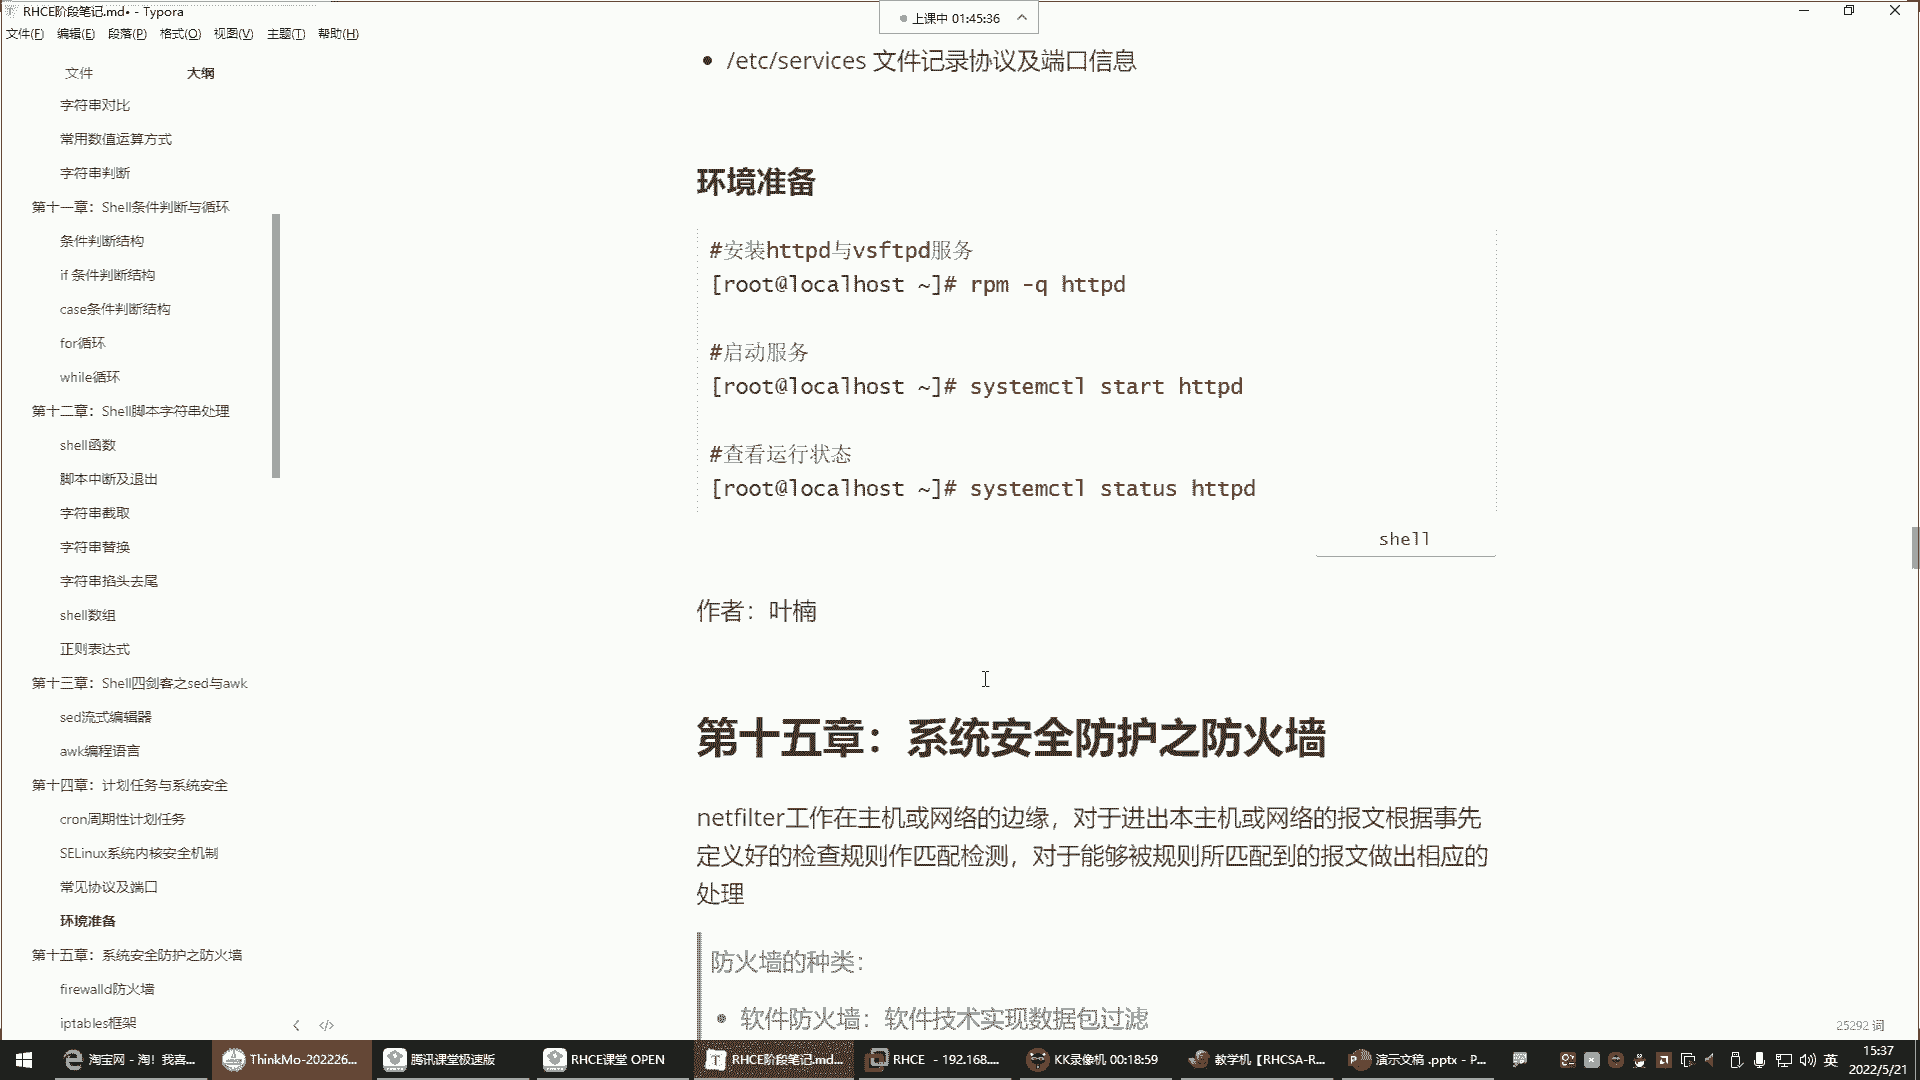 RHCE阶段笔记.md• - Typora
上课中 01:45:36
文件(F) 编辑(E) 段落(P) 格式(O) 视图(V) 主题(T) 帮助(H)
文件 大纲
字符串对比
常用数值运算方式
字符串判断
第十一章：Shell条件判断与循环
条件判断结构
if 条件判断结构
case条件判断结构
for循环
while循环
第十二章：Shell脚本字符串处理
shell函数
脚本中断及退出
字符串截取
字符串替换
字符串掐头去尾
shell数组
正则表达式
第十三章：Shell四剑客之sed与awk
sed流式编辑器
awk编程语言
第十四章：计划任务与系统安全
cron周期性计划任务
SELinux系统内核安全机制
常见协议及端口
环境准备
第十五章：系统安全防护之防火墙
firewalld防火墙
iptables框架
• /etc/services 文件记录协议及端口信息
环境准备
#安装httpd与vsftpd服务
[root@localhost ~]# rpm -q httpd
#启动服务
[root@localhost ~]# systemctl start httpd
#查看运行状态
[root@localhost ~]# systemctl status httpd
shell
作者：叶楠
第十五章：系统安全防护之防火墙
netfilter工作在主机或网络的边缘，对于进出本主机或网络的报文根据事先
定义好的检查规则作匹配检测，对于能够被规则所匹配到的报文做出相应的
处理
防火墙的种类：
• 软件防火墙：软件技术实现数据包过滤
25292 词
淘宝网 - 淘！我喜... ThinkMo-202226... 腾讯课堂极速版 RHCE课堂 OPEN RHCE阶段笔记.md... RHCE - 192.168.... KK录像机 00:18:59 教学机【RHCSA-R... 演示文稿 .pptx - P... 英 15:37
2022/5/21